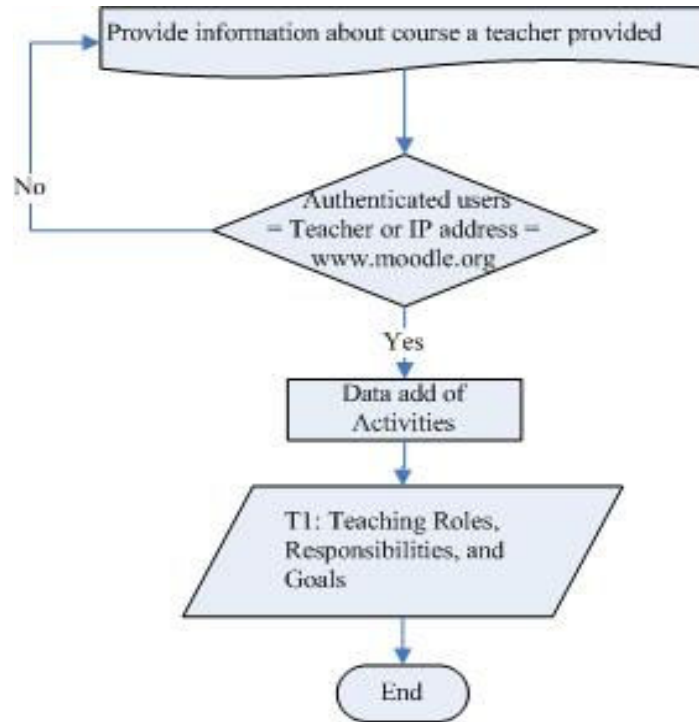 Provide information about course a teacher provided
No
Authenticated users
= Teacher or IP address =
www.moodle.org
Yes
Data add of
Activities
T1: Teaching Roles,
Responsibilities, and
Goals
End